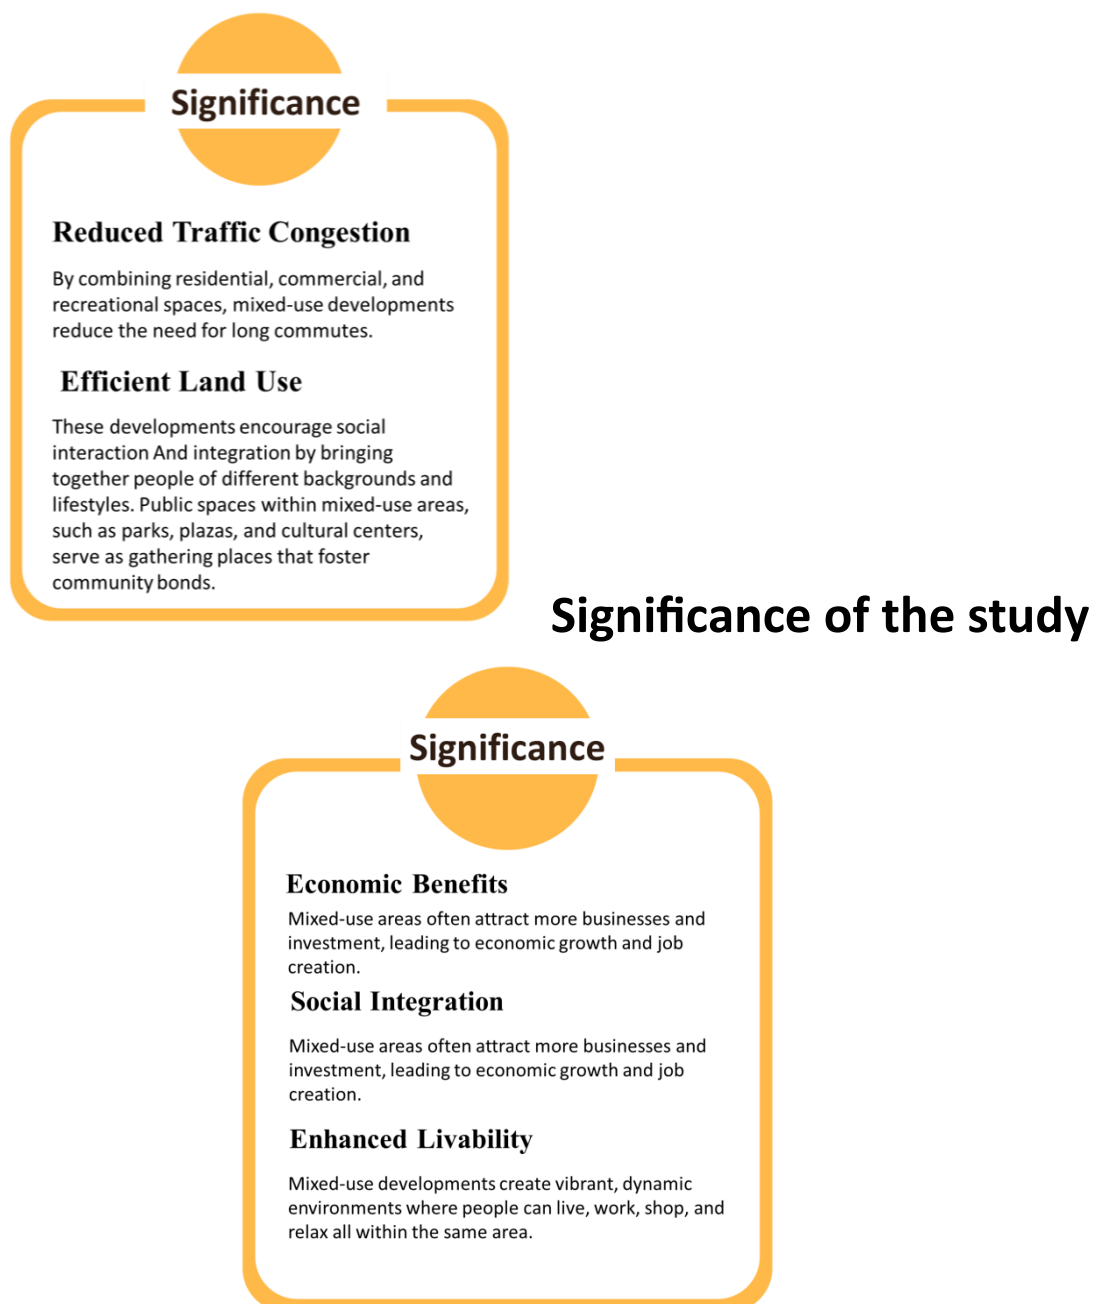 Significance
Reduced Traffic Congestion
By combining residential, commercial, and
recreational spaces, mixed-use developments
reduce the need for long commutes.
Efficient Land Use
These developments encourage social
interaction And integration by bringing
together people of different backgrounds and
lifestyles. Public spaces within mixed-use areas,
such as parks, plazas, and cultural centers,
serve as gathering places that foster
community bonds.
Significance of the study
Significance
Economic Benefits
Mixed-use areas often attract more businesses and
investment, leading to economic growth and job
creation.
Social Integration
Mixed-use areas often attract more businesses and
investment, leading to economic growth and job
creation.
Enhanced Livability
Mixed-use developments create vibrant, dynamic
environments where people can live, work, shop, and
relax all within the same area.